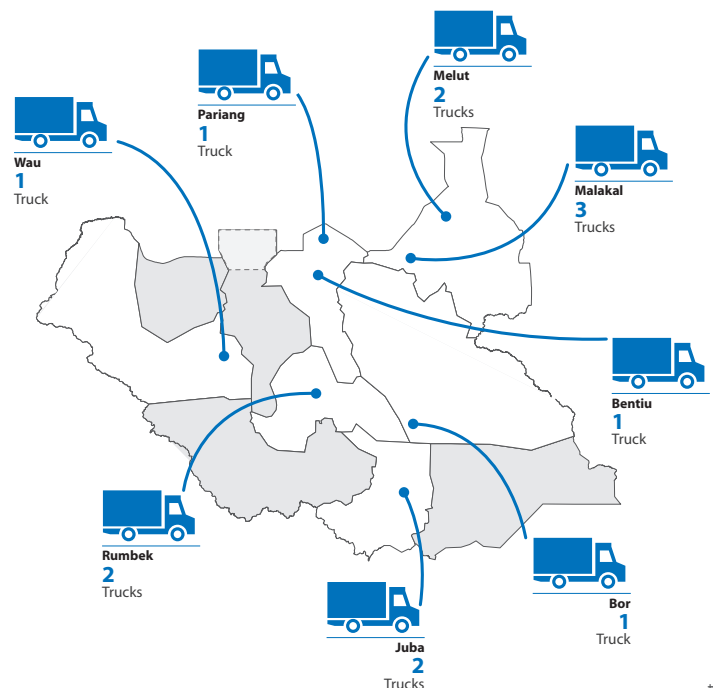 Melut
2
Trucks
Pariang
1
Truck
Wau
1
Truck
Malakal
3
Trucks
Bentiu
1
Truck
Rumbek
2
Trucks
Bor
1
Truck
Juba
2
Trucks